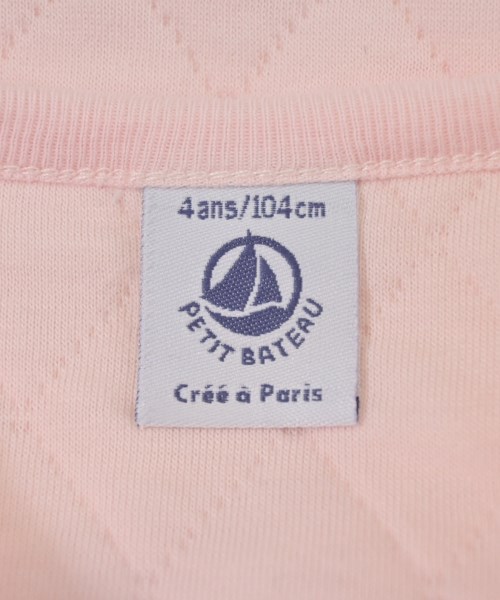 4ans/104cm
PETIT BATEAU
Créé à Paris